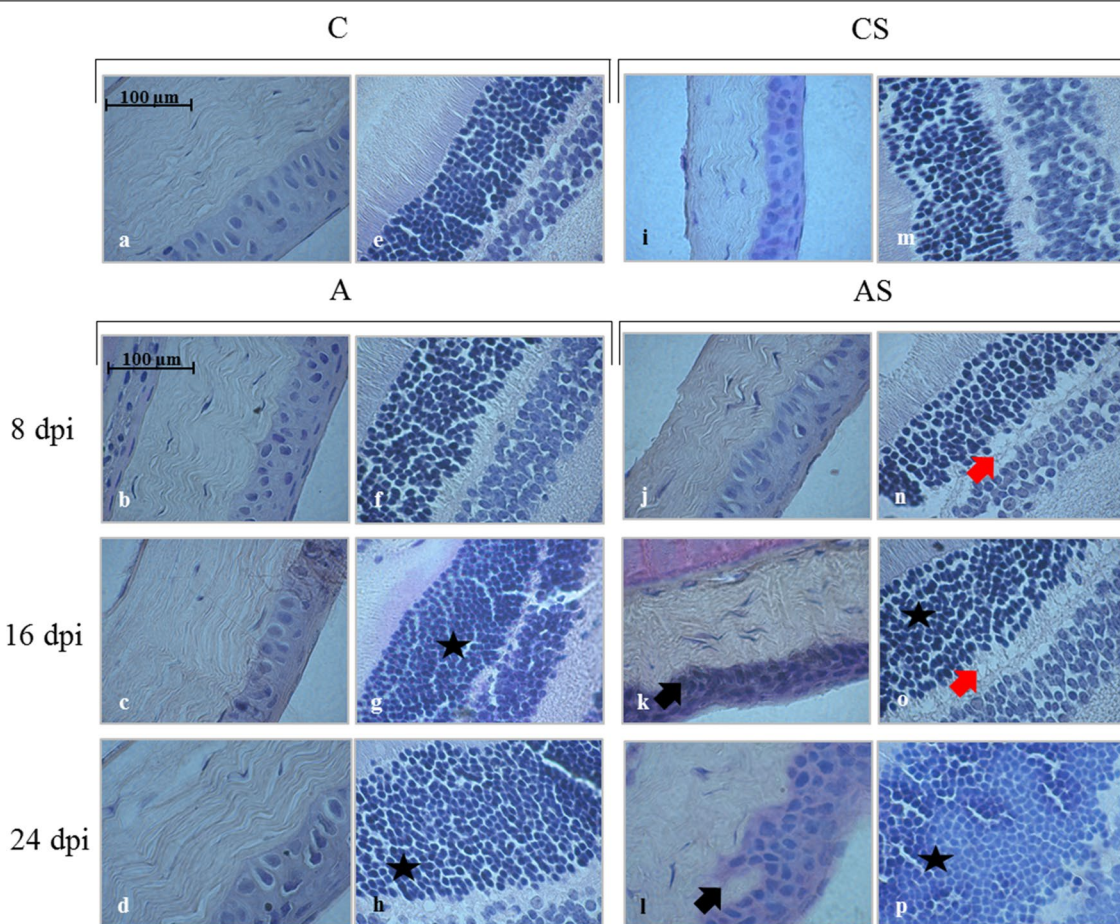 C CS
100 μm
a e i m
A AS
100 μm
8 dpi
b f j n
16 dpi
c g k o
24 dpi
d h l p